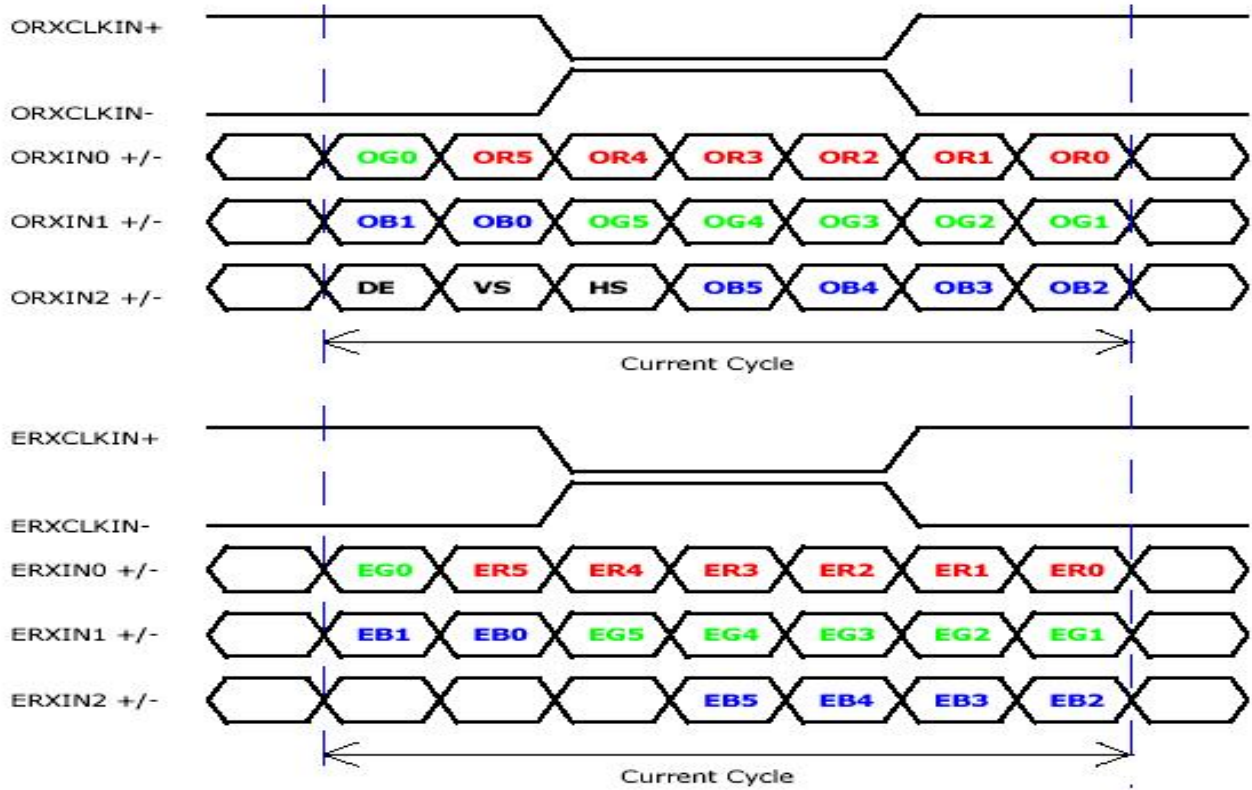 ORXCLKIN+
ORXCLKIN-
ORXIN0 +/- OG0 OR5 OR4 OR3 OR2 OR1 OR0
ORXIN1 +/- OB1 OB0 OG5 OG4 OG3 OG2 OG1
ORXIN2 +/- DE VS HS OB5 OB4 OB3 OB2
Current Cycle
ERXCLKIN+
ERXCLKIN-
ERXIN0 +/- EG0 ER5 ER4 ER3 ER2 ER1 ER0
ERXIN1 +/- EB1 EB0 EG5 EG4 EG3 EG2 EG1
ERXIN2 +/- EB5 EB4 EB3 EB2
Current Cycle